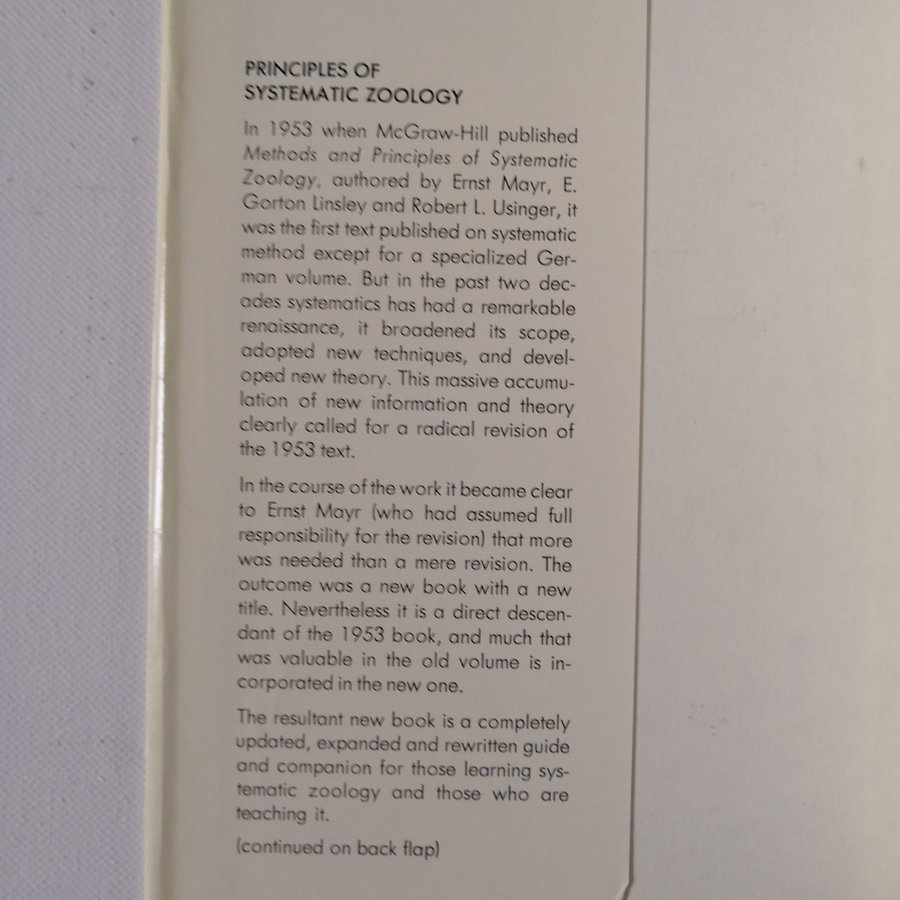 PRINCIPLES OF
SYSTEMATIC ZOOLOGY
In 1953 when McGraw-Hill published
Methods and Principles of Systematic
Zoology, authored by Ernst Mayr, E.
Gorton Linsley and Robert L. Usinger, it
was the first text published on systematic
method except for a specialized Ger-
man volume. But in the past two dec-
ades systematics has had a remarkable
renaissance, it broadened its scope,
adopted new techniques, and devel-
oped new theory. This massive accumu-
lation of new information and theory
clearly called for a radical revision of
the 1953 text.
In the course of the work it became clear
to Ernst Mayr (who had assumed full
responsibility for the revision) that more
was needed than a mere revision. The
outcome was a new book with a new
title. Nevertheless it is a direct descen-
dant of the 1953 book, and much that
was valuable in the old volume is in-
corporated in the new one.
The resultant new book is a completely
updated, expanded and rewritten guide
and companion for those learning sys-
tematic zoology and those who are
teaching it.
(continued on back flap)